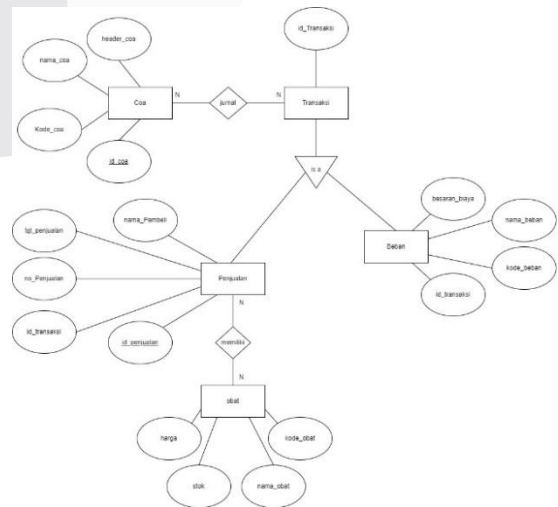 header_coa
id_Transaksi
nama_coa
Coa
N
jurnal
N
Transaksi
Kode_coa
id_coa
is a
besaran_biaya
nama_Pembeli
nama_beban
tgl_penjualan
Beban
no_Penjualan
Penjualan
kode_beban
id_transaksi
id_transaksi
id_penjualan
N
memiliki
N
obat
harga
kode_obat
stok
nama_obat